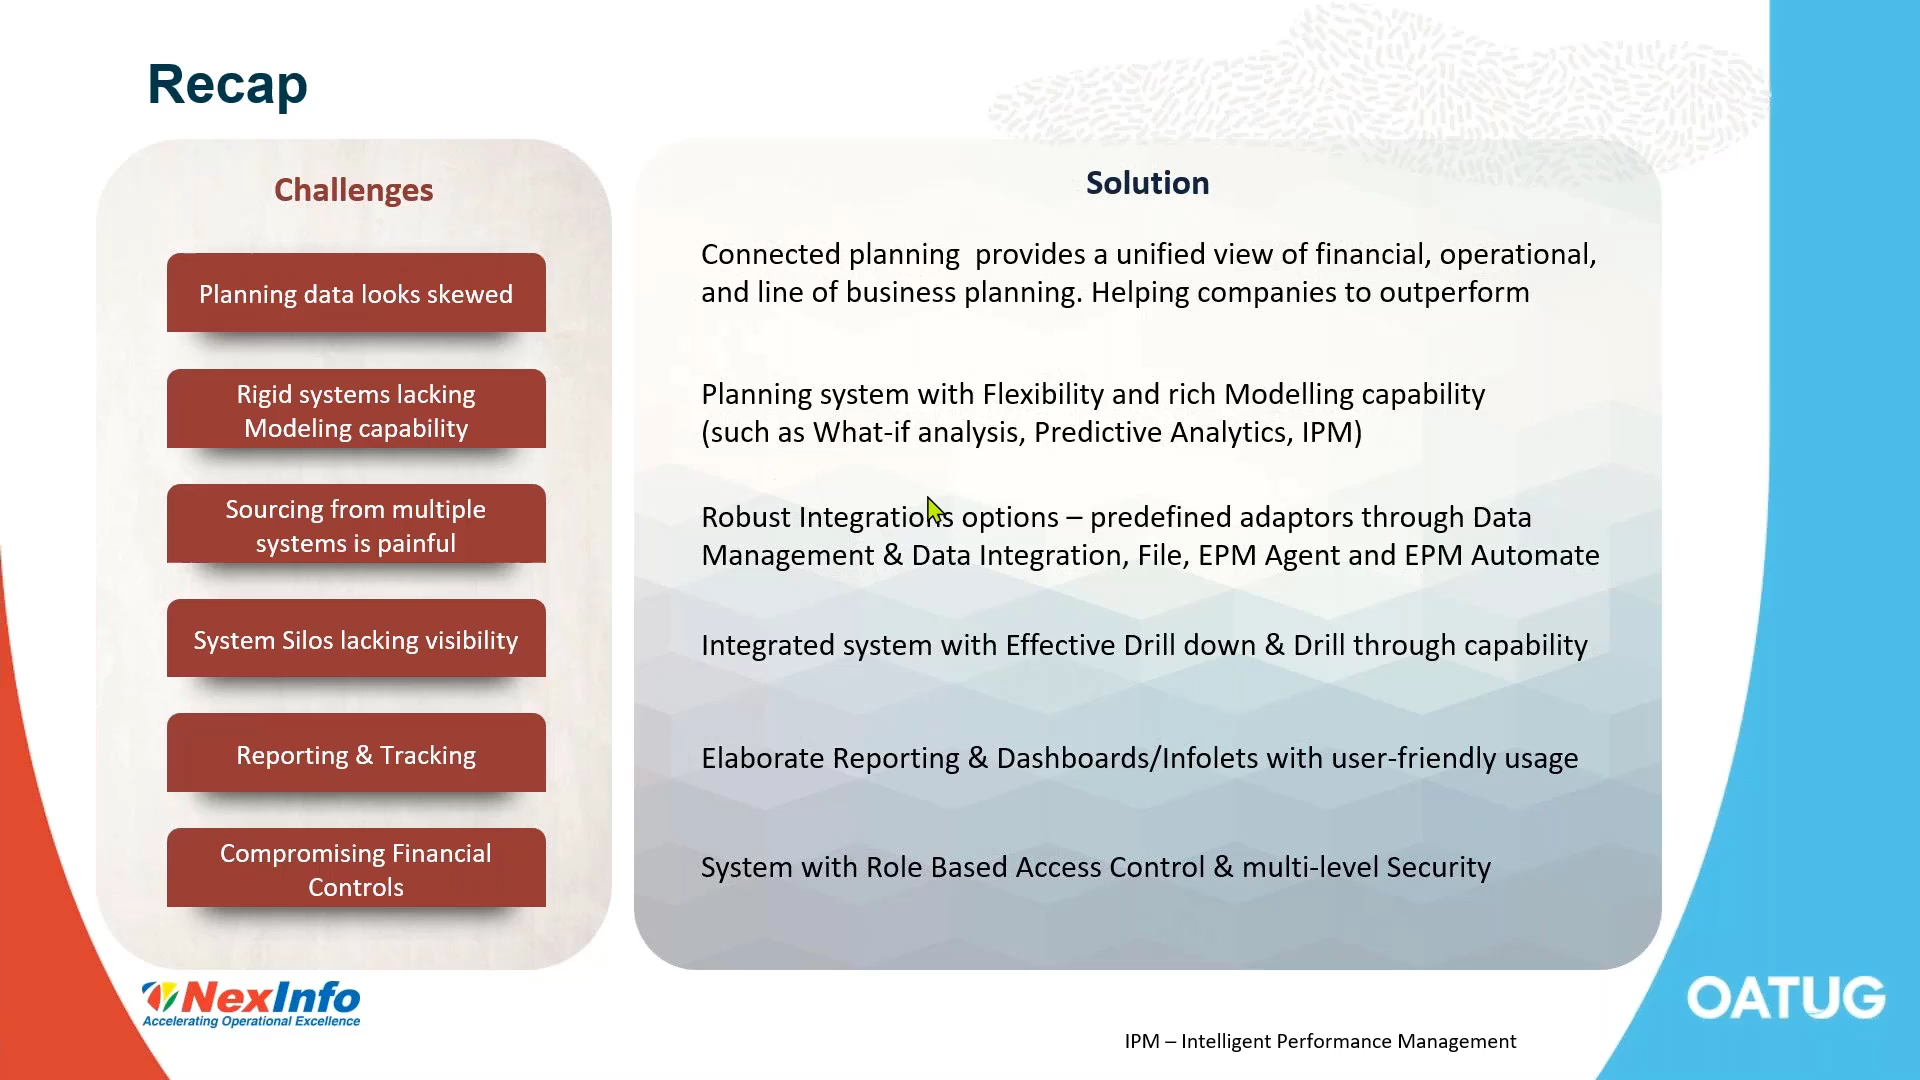 Recap
Challenges
Planning data looks skewed
Rigid systems lacking
Modeling capability
Sourcing from multiple
systems is painful
System Silos lacking visibility
Reporting & Tracking
Compromising Financial
Controls
Solution
Connected planning  provides a unified view of financial, operational,
and line of business planning. Helping companies to outperform
Planning system with Flexibility and rich Modelling capability
(such as What-if analysis, Predictive Analytics, IPM)
Robust Integrations options – predefined adaptors through Data
Management & Data Integration, File, EPM Agent and EPM Automate
Integrated system with Effective Drill down & Drill through capability
Elaborate Reporting & Dashboards/Infolets with user-friendly usage
System with Role Based Access Control & multi-level Security
NexInfo
Accelerating Operational Excellence
IPM – Intelligent Performance Management
OATUG